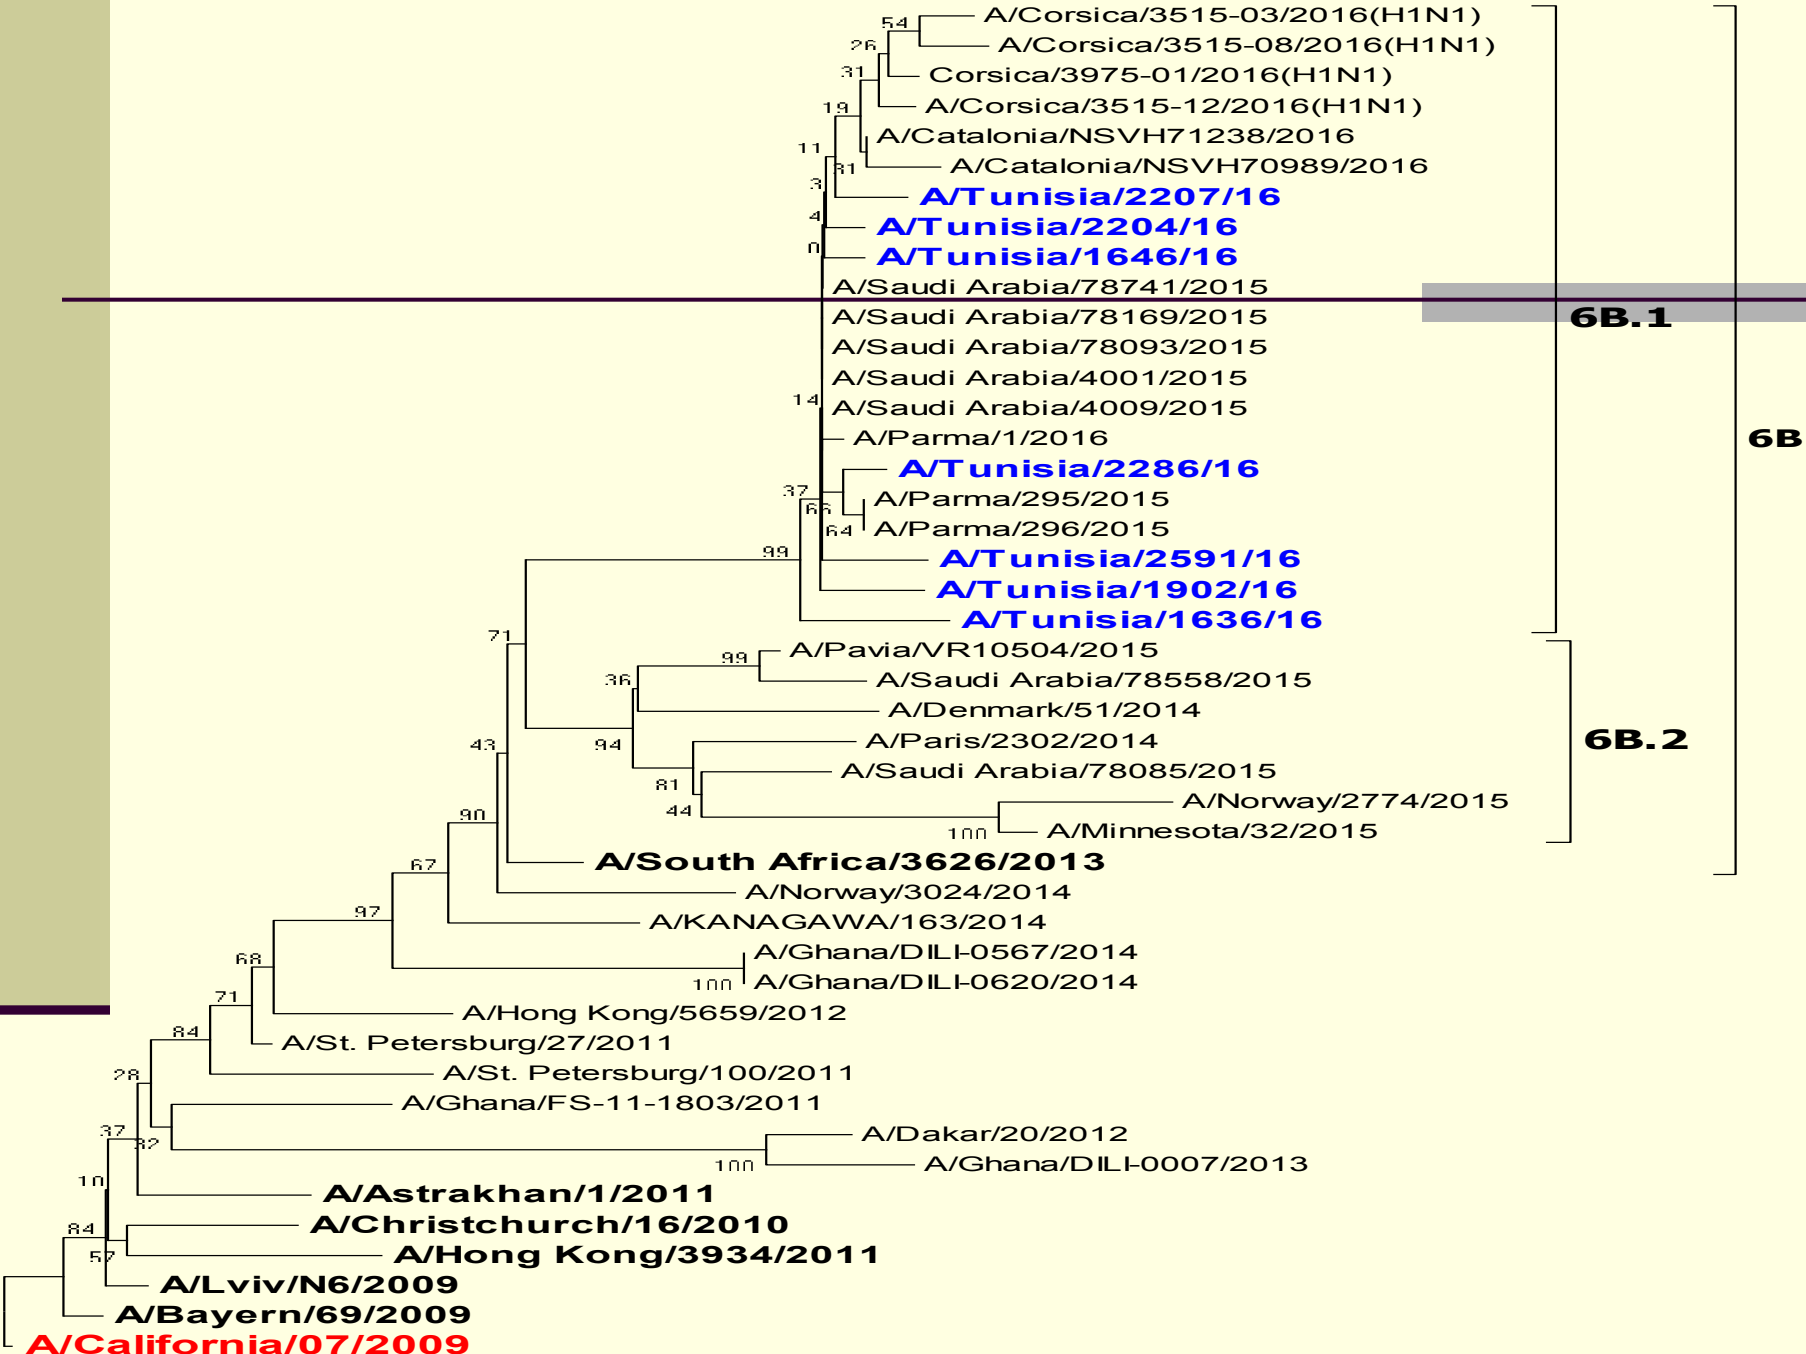 54
A/Corsica/3515-03/2016(H1N1)
26
A/Corsica/3515-08/2016(H1N1)
31
Corsica/3975-01/2016(H1N1)
19
A/Corsica/3515-12/2016(H1N1)
A/Catalonia/NSVH71238/2016
11
31
A/Catalonia/NSVH70989/2016
3
A/Tunisia/2207/16
4
A/Tunisia/2204/16
0
A/Tunisia/1646/16
A/Saudi Arabia/78741/2015
A/Saudi Arabia/78169/2015
6B.1
A/Saudi Arabia/78093/2015
A/Saudi Arabia/4001/2015
14
A/Saudi Arabia/4009/2015
A/Parma/1/2016
6B
A/Tunisia/2286/16
37
A/Parma/295/2015
66
64
A/Parma/296/2015
99
A/Tunisia/2591/16
A/Tunisia/1902/16
A/Tunisia/1636/16
71
A/Pavia/VR10504/2015
99
36
A/Saudi Arabia/78558/2015
A/Denmark/51/2014
43
94
A/Paris/2302/2014
6B.2
81
A/Saudi Arabia/78085/2015
44
A/Norway/2774/2015
90
100
A/Minnesota/32/2015
67
A/South Africa/3626/2013
A/Norway/3024/2014
97
A/KANAGAWA/163/2014
68
A/Ghana/DILI-0567/2014
100
A/Ghana/DILI-0620/2014
71
A/Hong Kong/5659/2012
84
A/St. Petersburg/27/2011
28
A/St. Petersburg/100/2011
A/Ghana/FS-11-1803/2011
37
32
A/Dakar/20/2012
100
A/Ghana/DILI-0007/2013
10
A/Astrakhan/1/2011
84
A/Christchurch/16/2010
57
A/Hong Kong/3934/2011
A/Lviv/N6/2009
A/Bayern/69/2009
A/California/07/2009